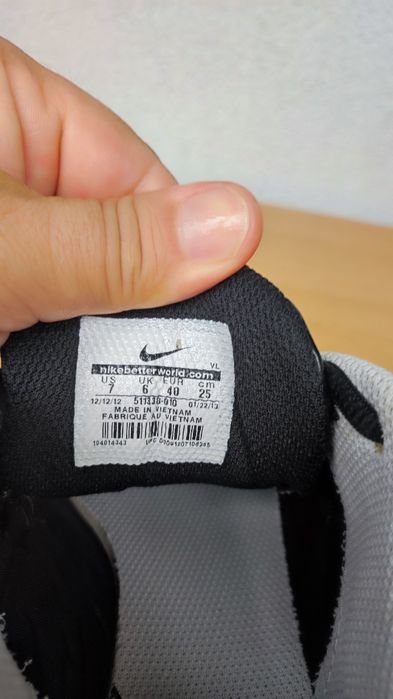 VL
nikebetterworld.com
US UK EUR cm
7 6 40 25
12/12/12 511338-010 01/22/13
MADE IN VIETNAM
FABRIQUE AU VIETNAM